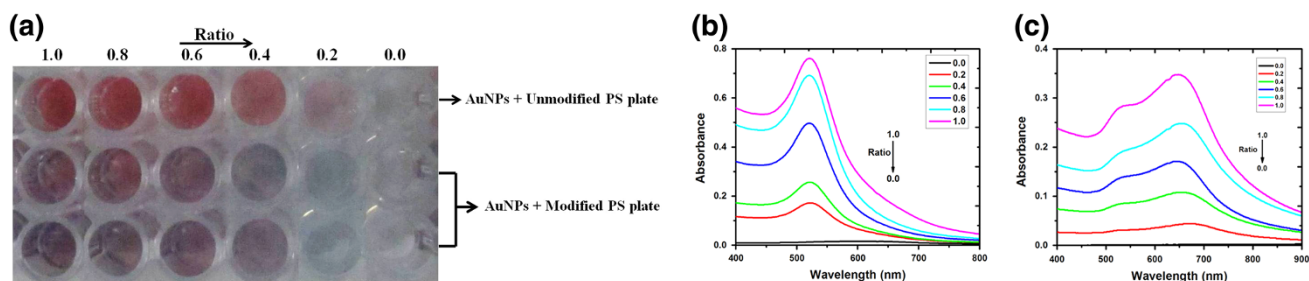 (a)
Ratio
1.0 0.8 0.6 0.4 0.2 0.0
AuNPs + Unmodified PS plate
AuNPs + Modified PS plate
(b)
0.8
0.6
0.4
0.2
0.0
Absorbance
400 500 600 700 800
Wavelength (nm)
0.0
0.2
0.4
0.6
0.8
1.0
1.0
Ratio
0.0
(c)
0.4
0.3
0.2
0.1
0.0
Absorbance
400 500 600 700 800 900
Wavelength (nm)
0.0
0.2
0.4
0.6
0.8
1.0
1.0
Ratio
0.0